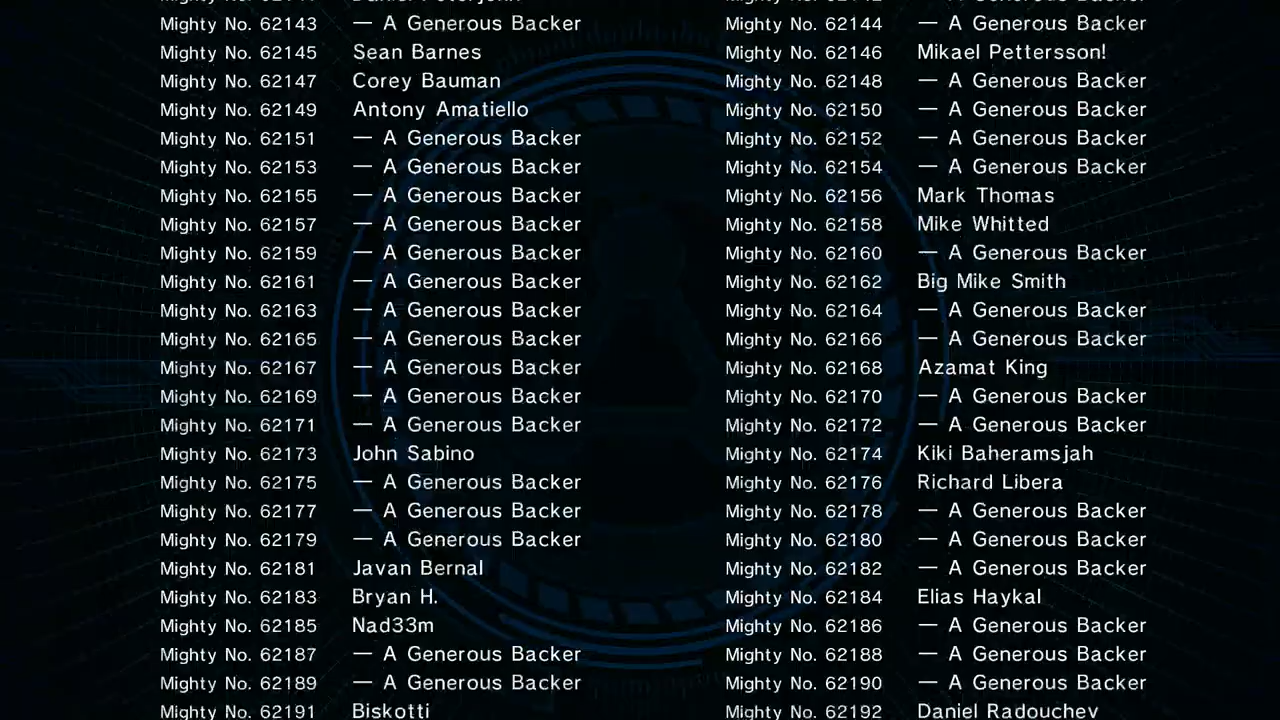 Mighty No. 62143 — A Generous Backer Mighty No. 62144 — A Generous Backer
Mighty No. 62145 Sean Barnes Mighty No. 62146 Mikael Pettersson!
Mighty No. 62147 Corey Bauman Mighty No. 62148 — A Generous Backer
Mighty No. 62149 Antony Amatiello Mighty No. 62150 — A Generous Backer
Mighty No. 62151 — A Generous Backer Mighty No. 62152 — A Generous Backer
Mighty No. 62153 — A Generous Backer Mighty No. 62154 — A Generous Backer
Mighty No. 62155 — A Generous Backer Mighty No. 62156 Mark Thomas
Mighty No. 62157 — A Generous Backer Mighty No. 62158 Mike Whitted
Mighty No. 62159 — A Generous Backer Mighty No. 62160 — A Generous Backer
Mighty No. 62161 — A Generous Backer Mighty No. 62162 Big Mike Smith
Mighty No. 62163 — A Generous Backer Mighty No. 62164 — A Generous Backer
Mighty No. 62165 — A Generous Backer Mighty No. 62166 — A Generous Backer
Mighty No. 62167 — A Generous Backer Mighty No. 62168 Azamat King
Mighty No. 62169 — A Generous Backer Mighty No. 62170 — A Generous Backer
Mighty No. 62171 — A Generous Backer Mighty No. 62172 — A Generous Backer
Mighty No. 62173 John Sabino Mighty No. 62174 Kiki Baheramsjah
Mighty No. 62175 — A Generous Backer Mighty No. 62176 Richard Libera
Mighty No. 62177 — A Generous Backer Mighty No. 62178 — A Generous Backer
Mighty No. 62179 — A Generous Backer Mighty No. 62180 — A Generous Backer
Mighty No. 62181 Javan Bernal Mighty No. 62182 — A Generous Backer
Mighty No. 62183 Bryan H. Mighty No. 62184 Elias Haykal
Mighty No. 62185 Nad33m Mighty No. 62186 — A Generous Backer
Mighty No. 62187 — A Generous Backer Mighty No. 62188 — A Generous Backer
Mighty No. 62189 — A Generous Backer Mighty No. 62190 — A Generous Backer
Mighty No. 62191 Biskotti Mighty No. 62192 Daniel Radouchev